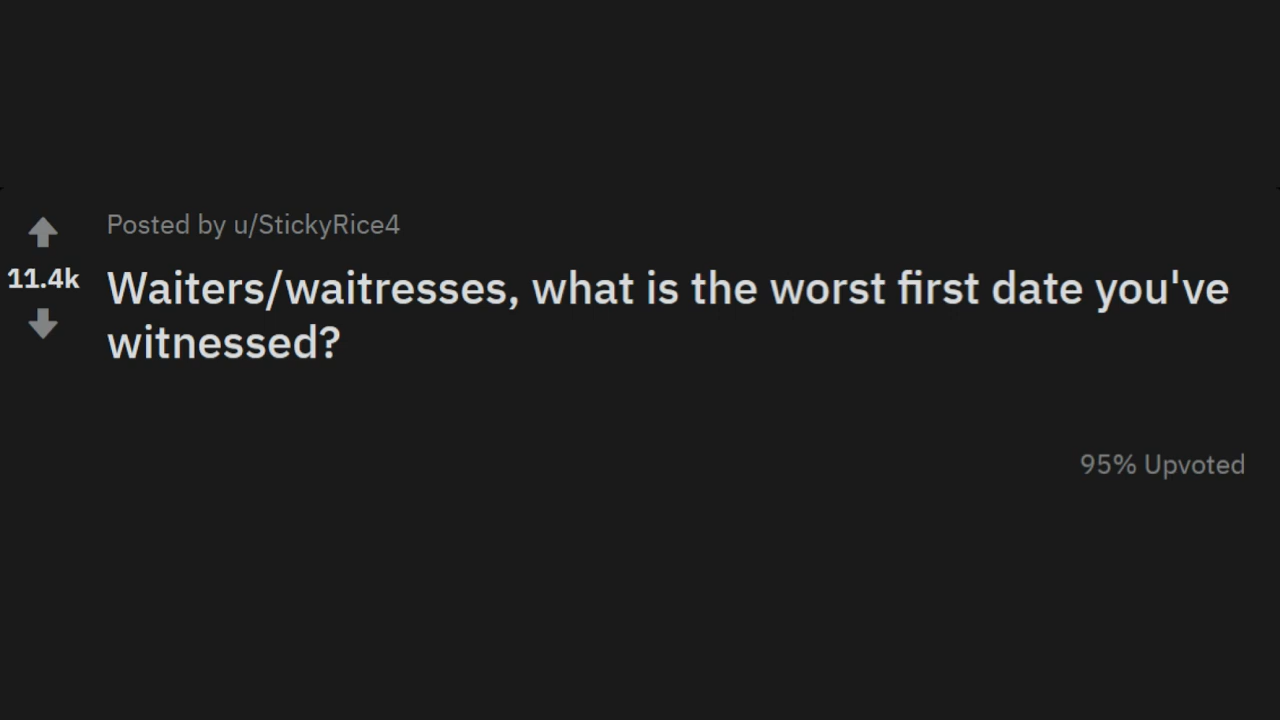 Posted by u/StickyRice4
11.4k
Waiters/waitresses, what is the worst first date you've
witnessed?
95% Upvoted